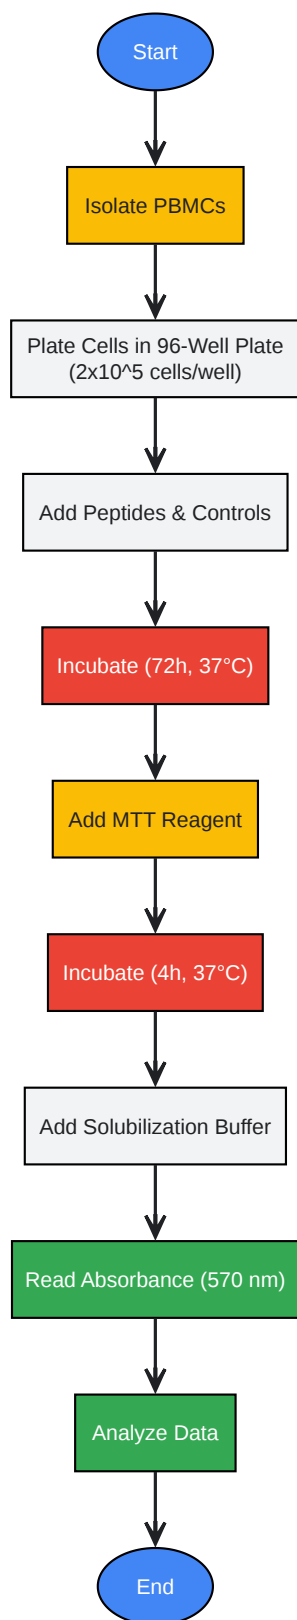 Start
Isolate PBMCs
Plate Cells in 96-Well Plate
(2x10^5 cells/well)
Add Peptides & Controls
Incubate (72h, 37°C)
Add MTT Reagent
Incubate (4h, 37°C)
Add Solubilization Buffer
Read Absorbance (570 nm)
Analyze Data
End